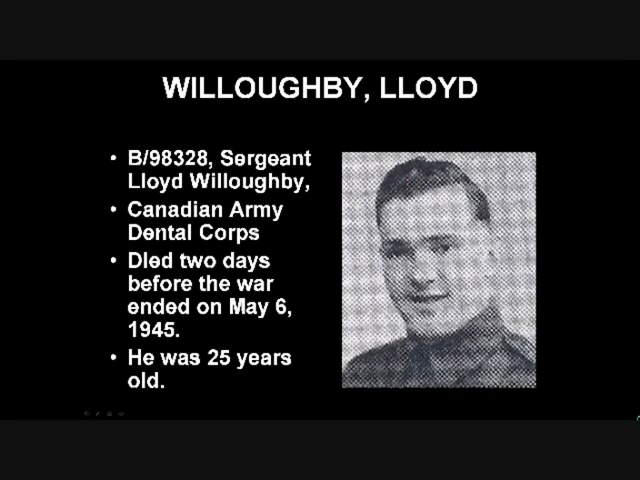 WILLOUGHBY, LLOYD
• B/98328, Sergeant
Lloyd Willoughby,
• Canadian Army
Dental Corps
• Died two days
before the war
ended on May 6,
1945.
• He was 25 years
old.